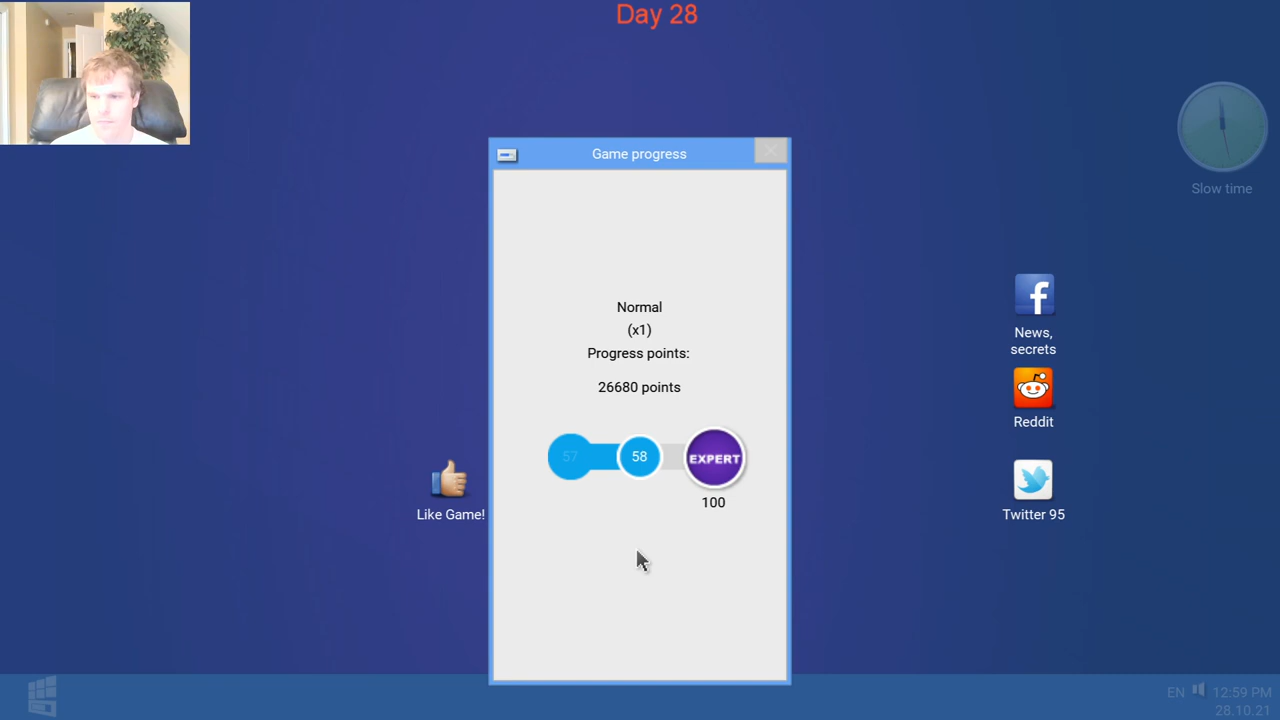 Day 28
Game progress
Slow time
Normal
(x1)
Progress points:
26680 points
57
58
EXPERT
100
News,
secrets
Reddit
Like Game!
Twitter 95
EN
12:59 PM
28.10.21